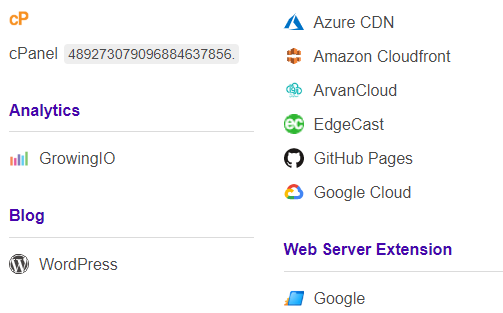 cP
cPanel 489273079096884637856.
Analytics
GrowingIO
Blog
WordPress
Azure CDN
Amazon Cloudfront
ArvanCloud
ec
EdgeCast
GitHub Pages
Google Cloud
Web Server Extension
Google